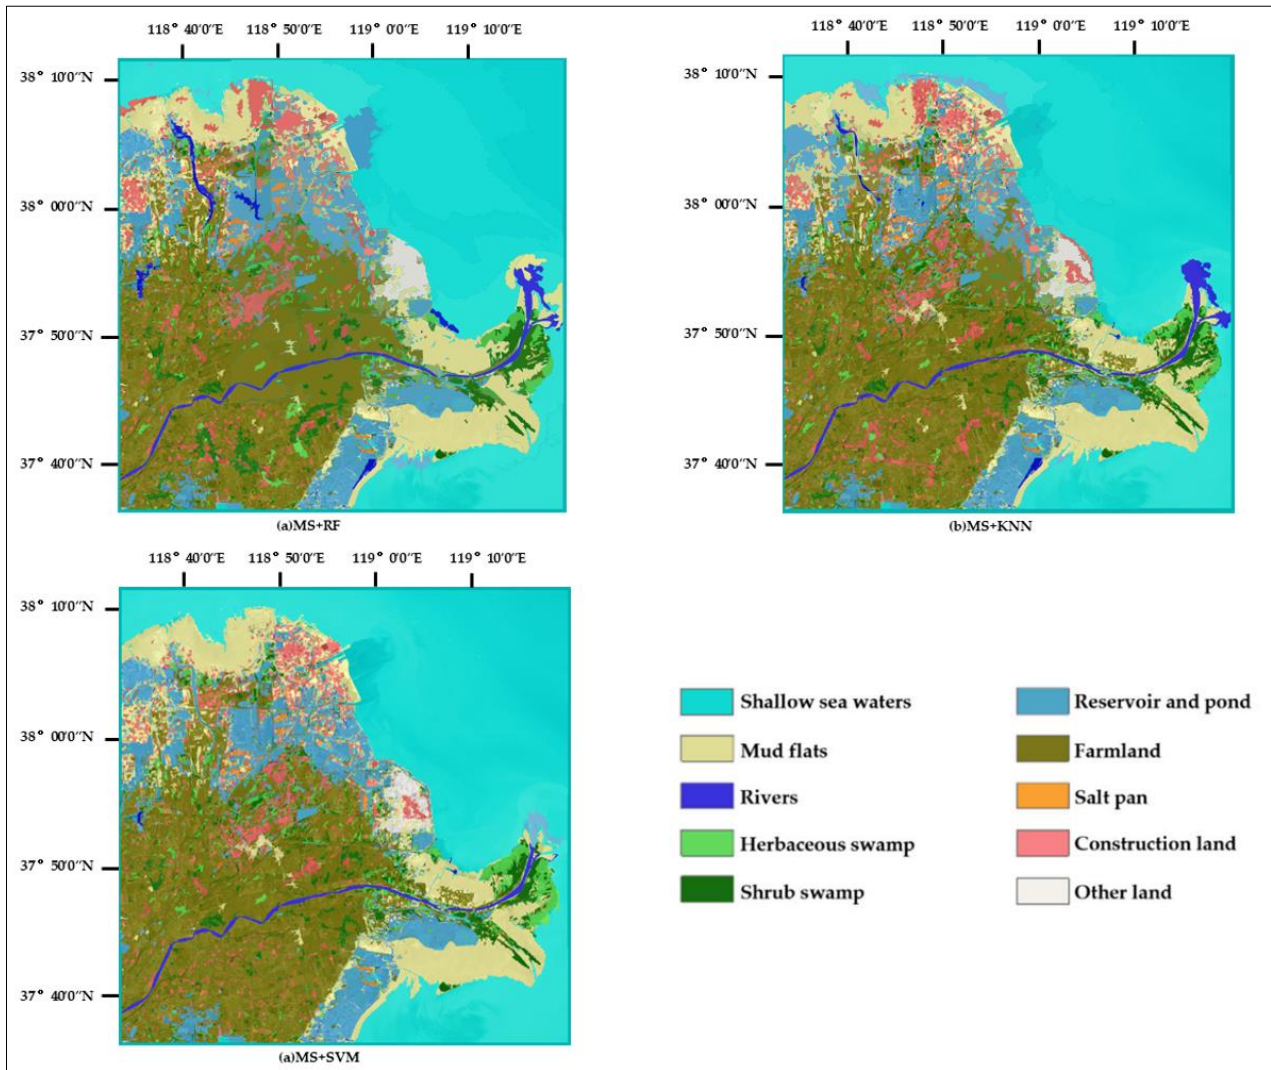 118° 40′0″E 118° 50′0″E 119° 0′0″E 119° 10′0″E
38° 10′0″N
38° 00′0″N
37° 50′0″N
37° 40′0″N
(a)MS+RF
118° 40′0″E 118° 50′0″E 119° 0′0″E 119° 10′0″E
38° 10′0″N
38° 00′0″N
37° 50′0″N
37° 40′0″N
(b)MS+KNN
118° 40′0″E 118° 50′0″E 119° 0′0″E 119° 10′0″E
38° 10′0″N
38° 00′0″N
37° 50′0″N
37° 40′0″N
(a)MS+SVM
Shallow sea waters
Mud flats
Rivers
Herbaceous swamp
Shrub swamp
Reservoir and pond
Farmland
Salt pan
Construction land
Other land